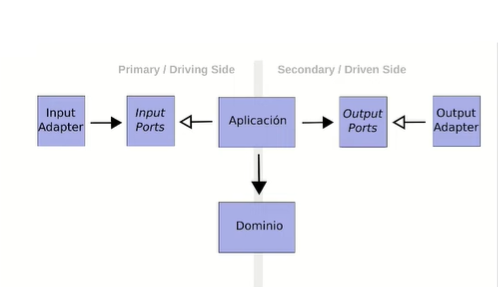 Primary / Driving Side
Secondary / Driven Side
Input
Adapter
Input
Ports
Aplicación
Output
Ports
Output
Adapter
Dominio